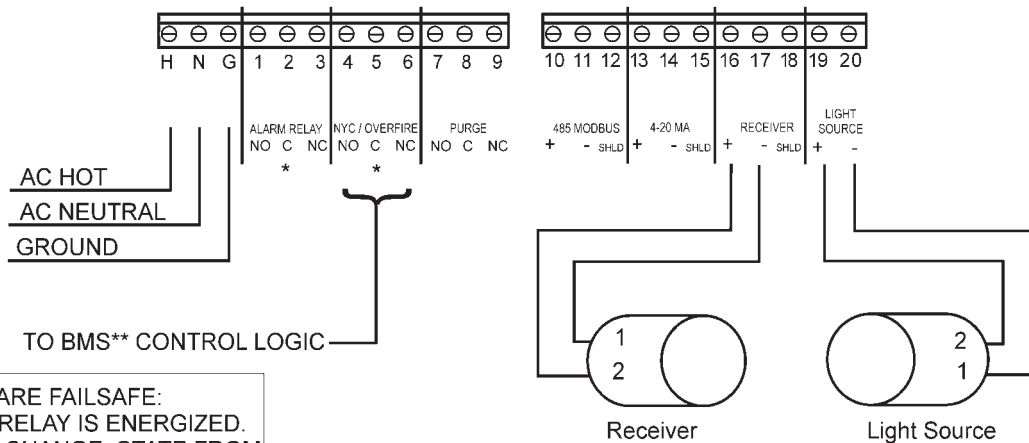 H N G 1 2 3 4 5 6 7 8 9 10 11 12 13 14 15 16 17 18 19 20
ALARM RELAY NYC / OVERFIRE PURGE 485 MODBUS 4-20 MA RECEIVER LIGHT SOURCE
NO C NC NO C NC NO C NC + - SHLD + - SHLD + - SHLD + -
* *
AC HOT
AC NEUTRAL
GROUND
TO BMS** CONTROL LOGIC
1
2
2
1
ARE FAILSAFE:
RELAY IS ENERGIZED.
CHANGE STATE FROM
Receiver
Light Source